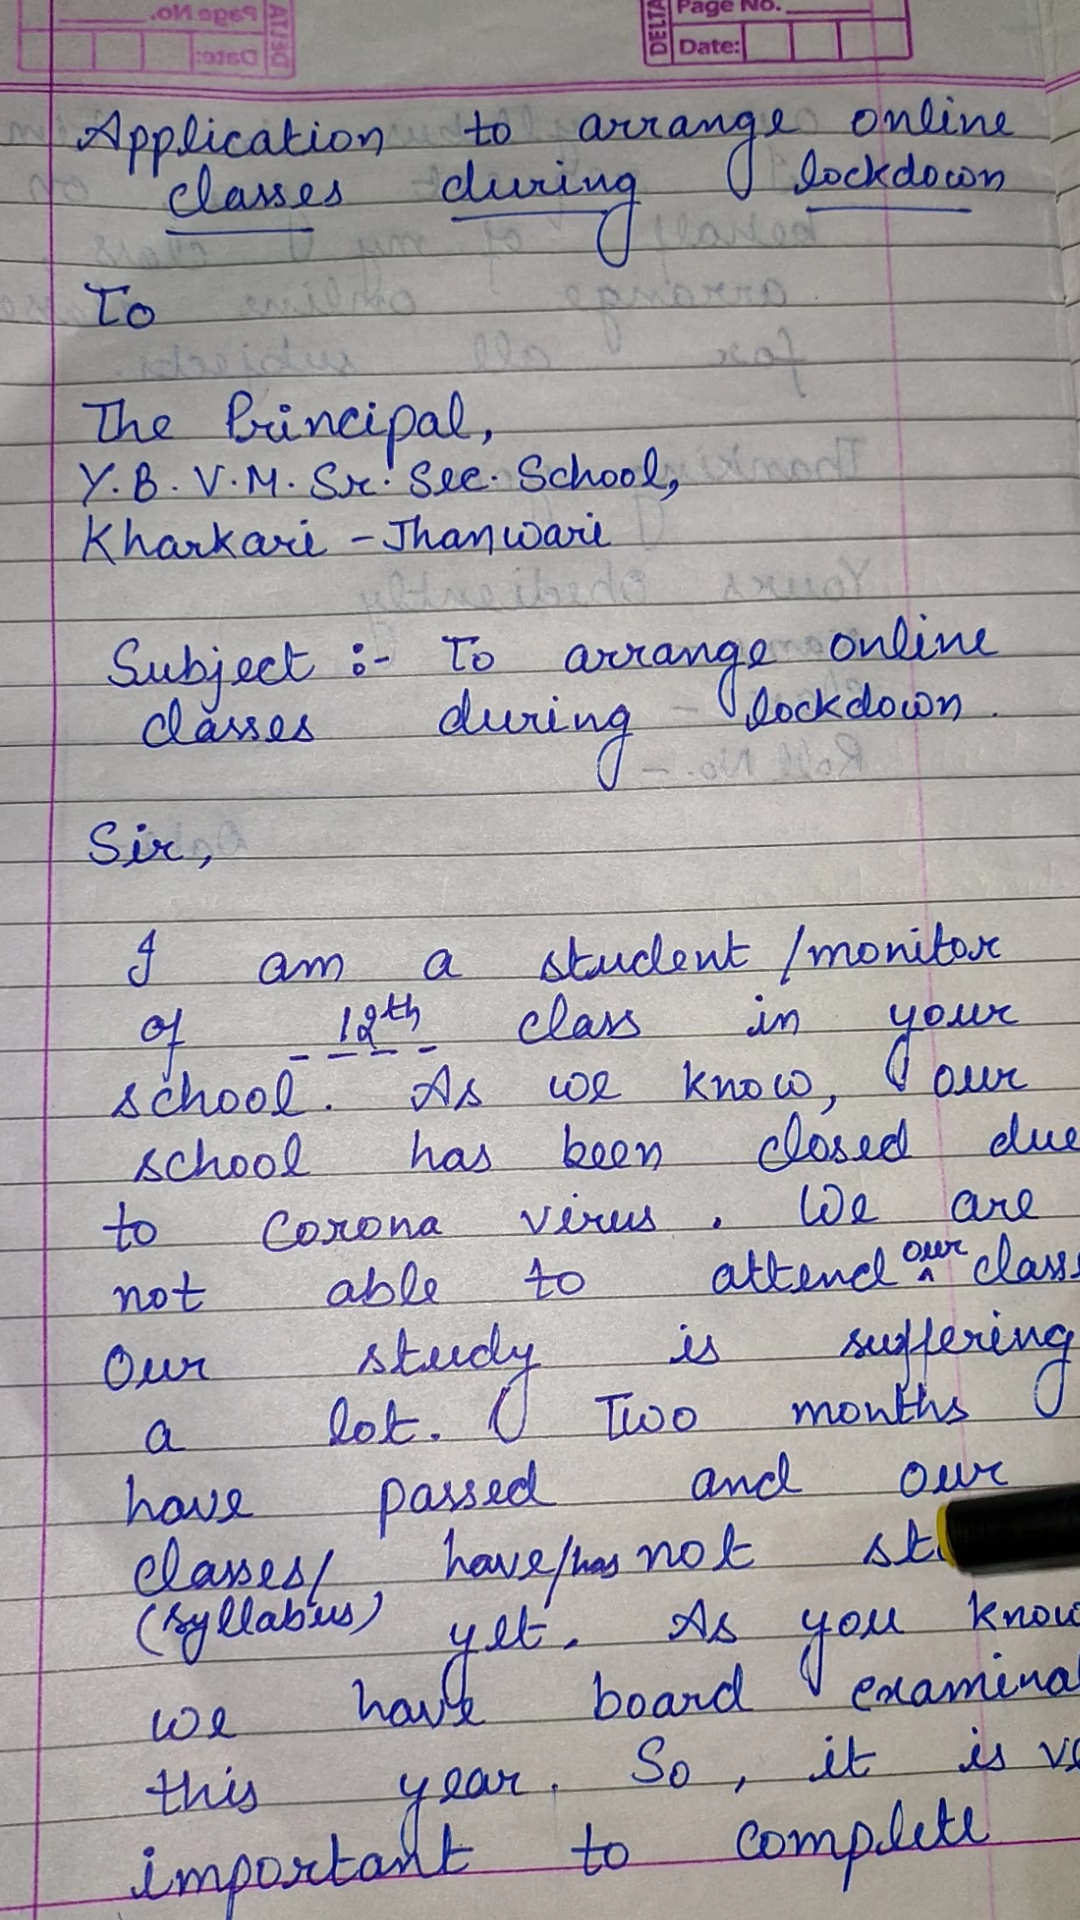 Page No.
DELTA Date:
Application to arrange online
classes during lockdown
To
The Principal,
Y.B.V.M. Sr. Sec. School,
Kharkari - Jhanwari
Subject :- To arrange online
classes during lockdown.
Sir,
I am a student / monitor
of 12th class in your
school. As we know, our
school has been closed due
to Corona virus. We are
not able to attend our class
Our study is suffering
a lot. Two months
have passed and our
classes/ have/has not
(syllabus) yet. As you know
we have board
this year. So, it is
important to complete